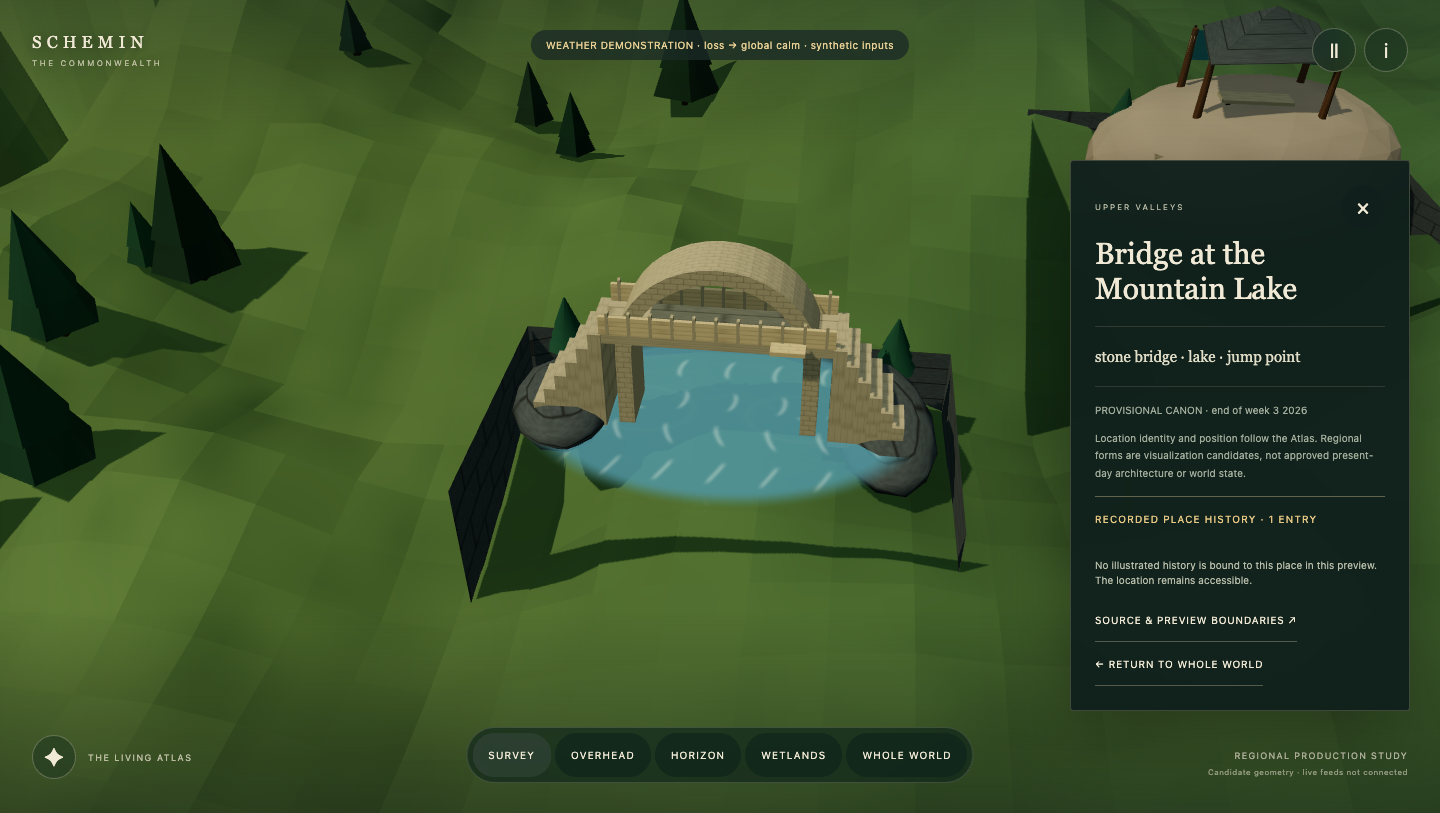 SCHEMIN
THE COMMONWEALTH
WEATHER DEMONSTRATION · loss → global calm · synthetic inputs
i
UPPER VALLEYS
×
Bridge at the
Mountain Lake
stone bridge · lake · jump point
PROVISIONAL CANON · end of week 3 2026
Location identity and position follow the Atlas. Regional
forms are visualization candidates, not approved present-
day architecture or world state.
RECORDED PLACE HISTORY · 1 ENTRY
No illustrated history is bound to this place in this preview.
The location remains accessible.
SOURCE & PREVIEW BOUNDARIES ↗
← RETURN TO WHOLE WORLD
THE LIVING ATLAS
SURVEY
OVERHEAD
HORIZON
WETLANDS
WHOLE WORLD
REGIONAL PRODUCTION STUDY
Candidate geometry · live feeds not connected